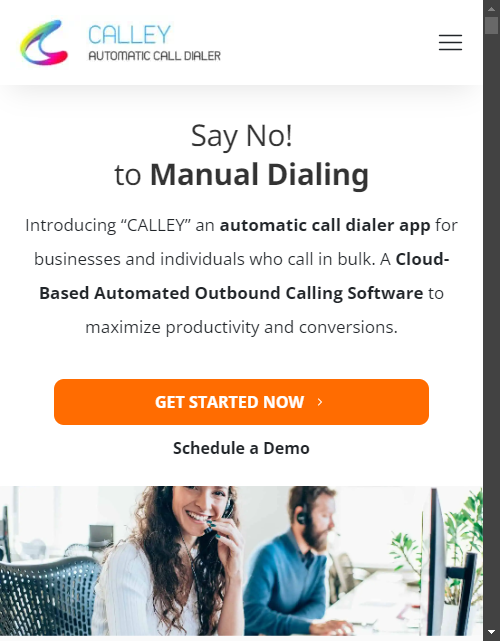 CALLEY
AUTOMATIC CALL DIALER
Say No!
to Manual Dialing
Introducing “CALLEY” an automatic call dialer app for
businesses and individuals who call in bulk. A Cloud-
Based Automated Outbound Calling Software to
maximize productivity and conversions.
GET STARTED NOW
Schedule a Demo